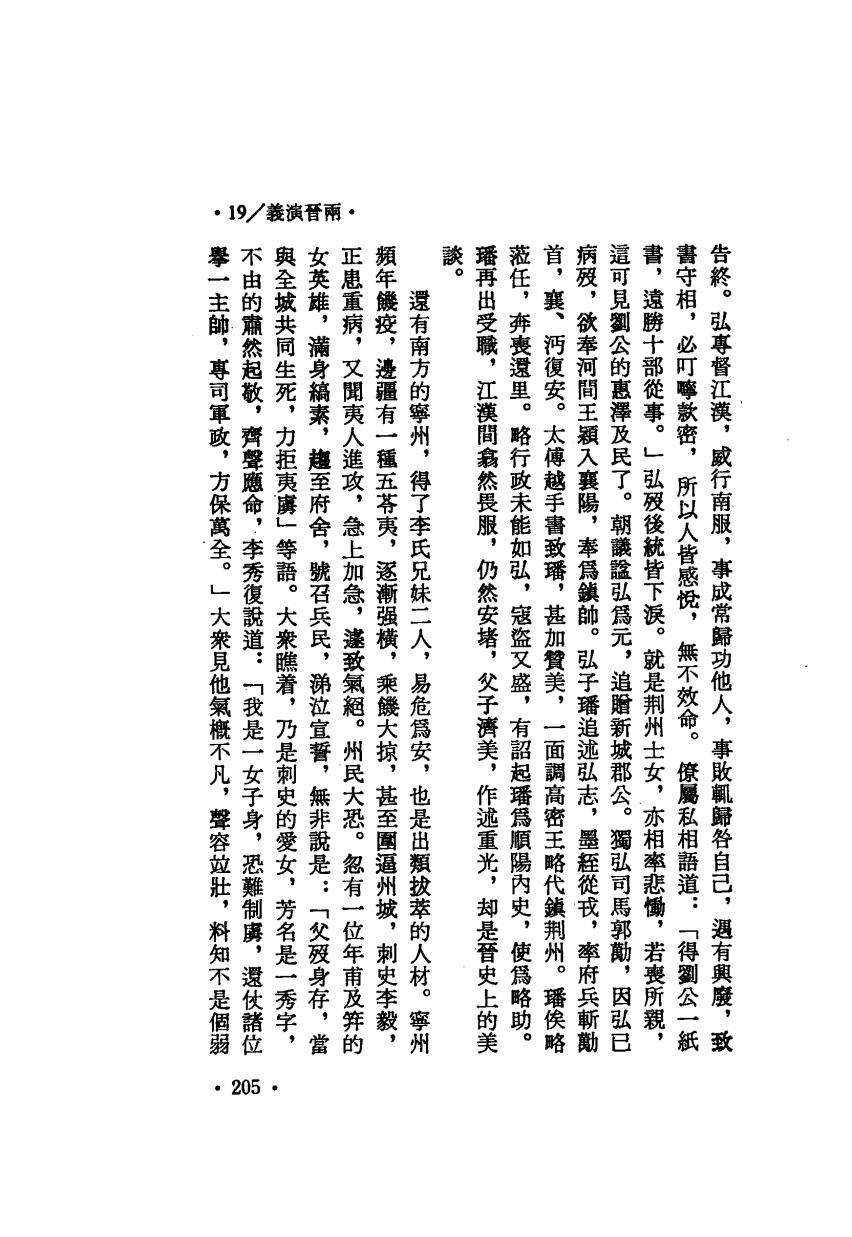 •19／義演晉兩•
告終。弘專督江漢，威行南服，事成常歸功他人，事敗輒歸咎自己，遇有興廢，致
書守相，必叮嚀款密，所以人皆感悅，無不效命。僚屬私相語道：「得劉公一紙
書，遠勝十部從事。」弘歿後統皆下淚。就是荆州士女，亦相率悲慟，若喪所親，
這可見劉公的惠澤及民了。朝議諡弘爲元，追贈新城郡公。獨弘司馬郭勱，因弘已
病歿，欲奉河間王穎入襄陽，奉爲鎮帥。弘子璠追述弘志，墨絰從戎，率府兵斬勱
首，襄、沔復安。太傅越手書致璠，甚加贊美，一面調高密王略代鎮荆州。璠俟略
蒞任，奔喪還里。略行政未能如弘，寇盜又盛，有詔起璠爲順陽內史，使爲略助。
璠再出受職，江漢間翕然畏服，仍然安堵，父子濟美，作述重光，却是晉史上的美
談。
還有南方的寧州，得了李氏兄妹二人，易危爲安，也是出類拔萃的人材。寧州
頻年饑疫，邊疆有一種五苓夷，逐漸强橫，乘饑大掠，甚至圍逼州城，刺史李毅，
正患重病，又聞夷人進攻，急上加急，遽致氣絕。州民大恐。忽有一位年甫及笄的
女英雄，滿身縞素，趨至府舍，號召兵民，涕泣宣誓，無非說是：「父歿身存，當
與全城共同生死，力拒夷虜」等語。大衆瞧着，乃是刺史的愛女，芳名是一秀字，
不由的肅然起敬，齊聲應命，李秀復說道：「我是一女子身，恐難制虜，還仗諸位
舉一主帥，專司軍政，方保萬全。」大衆見他氣概不凡，聲容竝壯，料知不是個弱
•205•